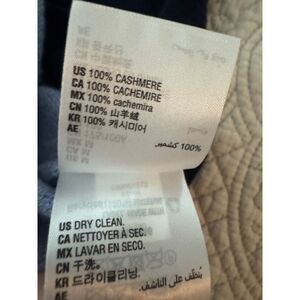 US 100% CASHMERE
CA 100% CACHEMIRE
MX 100% cachemira
CN 100% 山羊绒
KR 100% 캐시미어
AE 100% كشمير
US DRY CLEAN.
CA NETTOYER À SEC.
MX LAVAR EN SECO.
CN 干洗。
KR 드라이클리닝.
AE يُنظّف على الناشف.